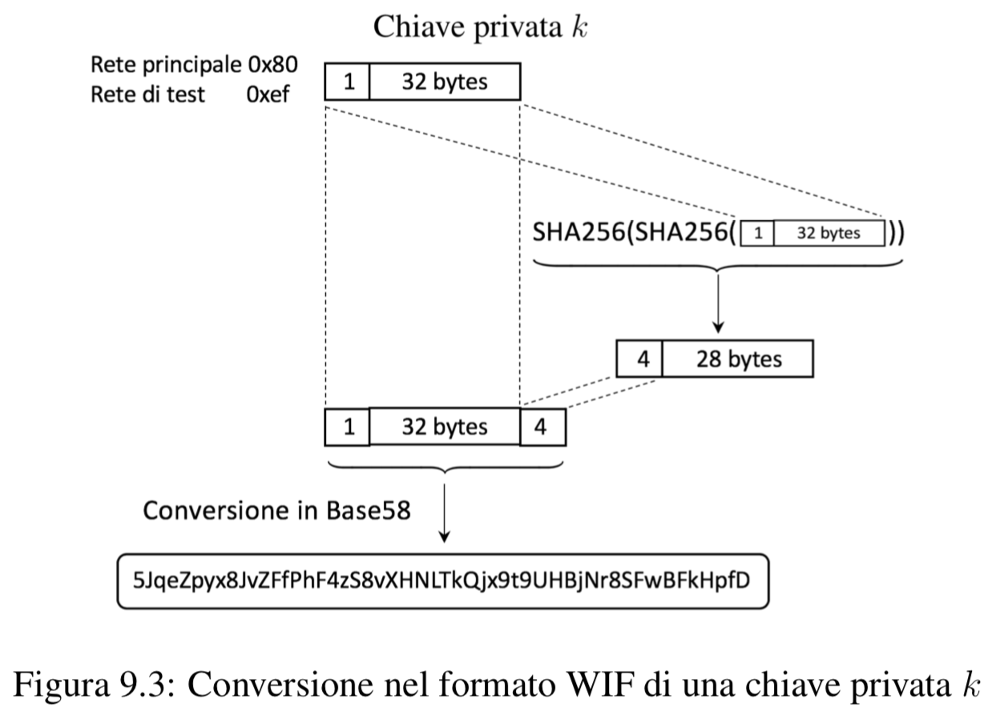 Chiave privata k
Rete principale 0x80
Rete di test 0xef
1 32 bytes
SHA256(SHA256( 1 32 bytes ))
4 28 bytes
1 32 bytes 4
Conversione in Base58
5JqeZpyx8JvZFfPhF4zS8vXHNLTkQjx9t9UHBjNr8SFwBFkHpfD
Figura 9.3: Conversione nel formato WIF di una chiave privata k